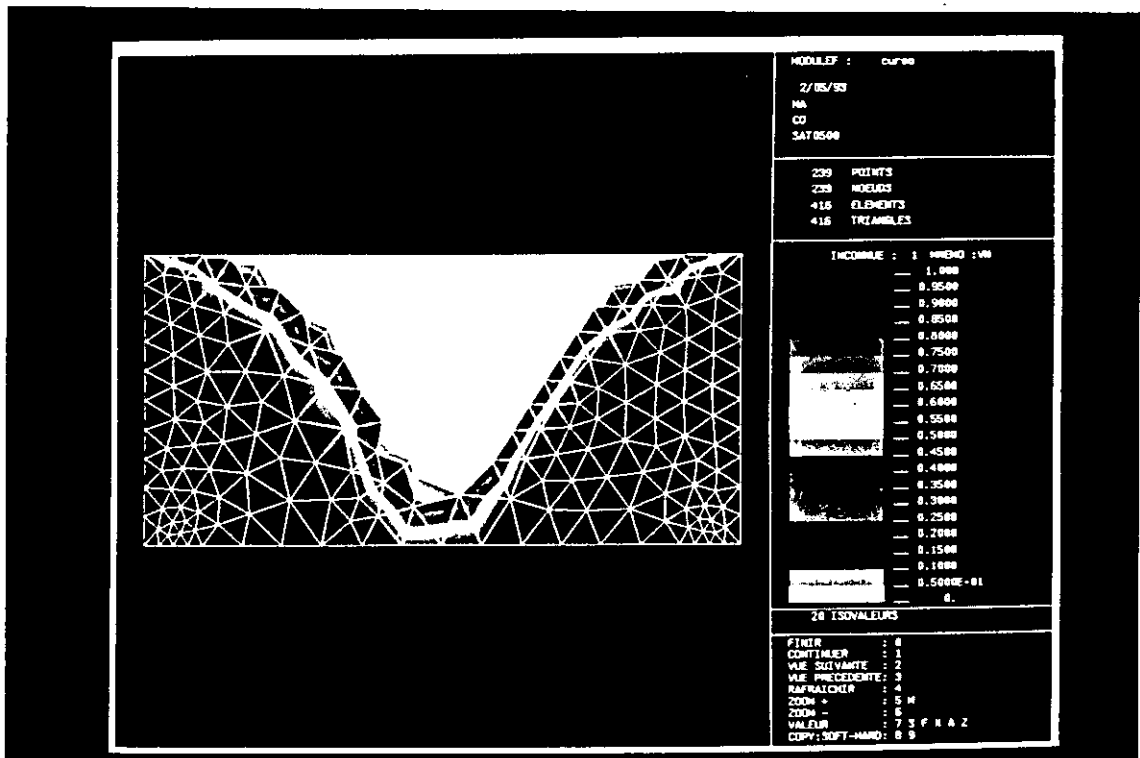 MODULEF : curso
2/05/93
MA
CO
SAT0500
239 POINTS
239 NOEUDS
416 ELEMENTS
416 TRIANGLES
INCONNUE : 1 MNEMO :VN
1.000
0.9500
0.9000
0.8500
0.8000
0.7500
0.7000
0.6500
0.6000
0.5500
0.5000
0.4500
0.4000
0.3500
0.3000
0.2500
0.2000
0.1500
0.1000
0.5000E-01
0.
20 ISOVALEURS
FINIR : 0
CONTINUER : 1
VUE SUIVANTE : 2
VUE PRECEDENTE: 3
RAFRAICHIR : 4
ZOOM + : 5 M
ZOOM - : 6
VALEUR : 7 3 F X A Z
COPY:SOFT-HARD: 8 9